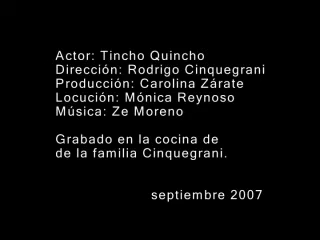 Actor: Tincho Quincho
Dirección: Rodrigo Cinquegrani
Producción: Carolina Zárate
Locución: Mónica Reynoso
Música: Ze Moreno
Grabado en la cocina de
de la familia Cinquegrani.
septiembre 2007